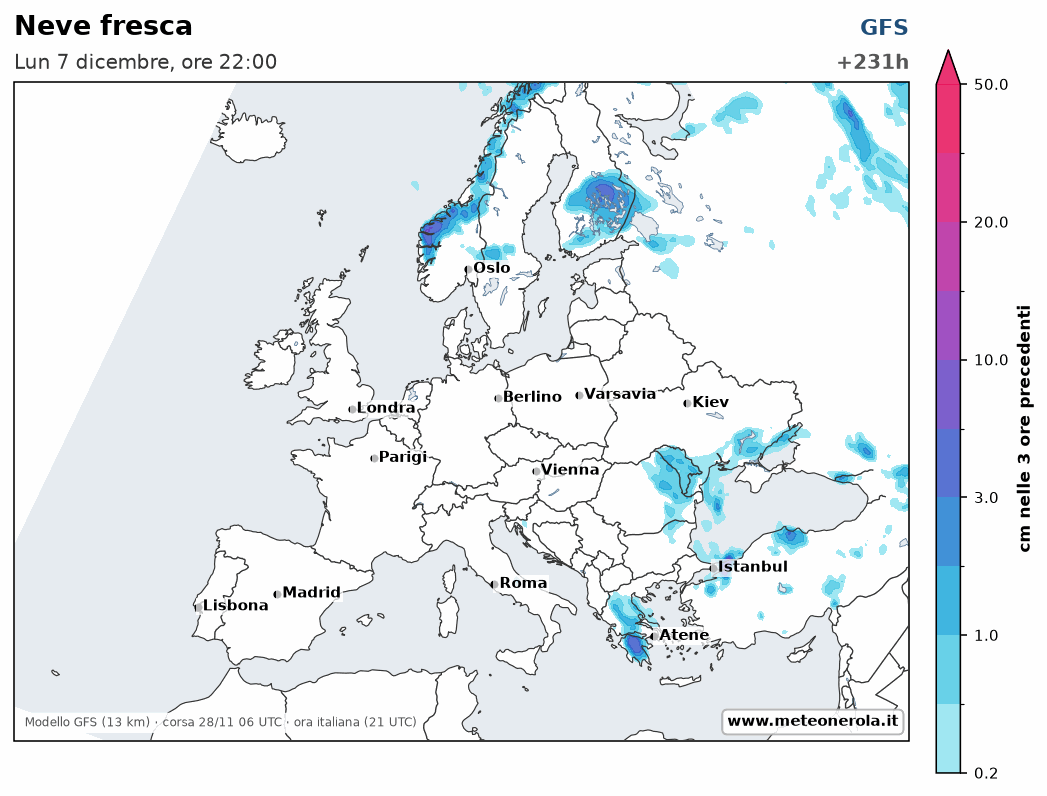 Neve fresca
GFS
Lun 7 dicembre, ore 22:00
+231h
50.0
20.0
10.0
3.0
1.0
0.2
cm nelle 3 ore precedenti
Oslo
Berlino
Varsavia
Kiev
Londra
Parigi
Vienna
Istanbul
Roma
Madrid
Lisbona
Atene
Modello GFS (13 km) · corsa 28/11 06 UTC · ora italiana (21 UTC)
www.meteonerola.it